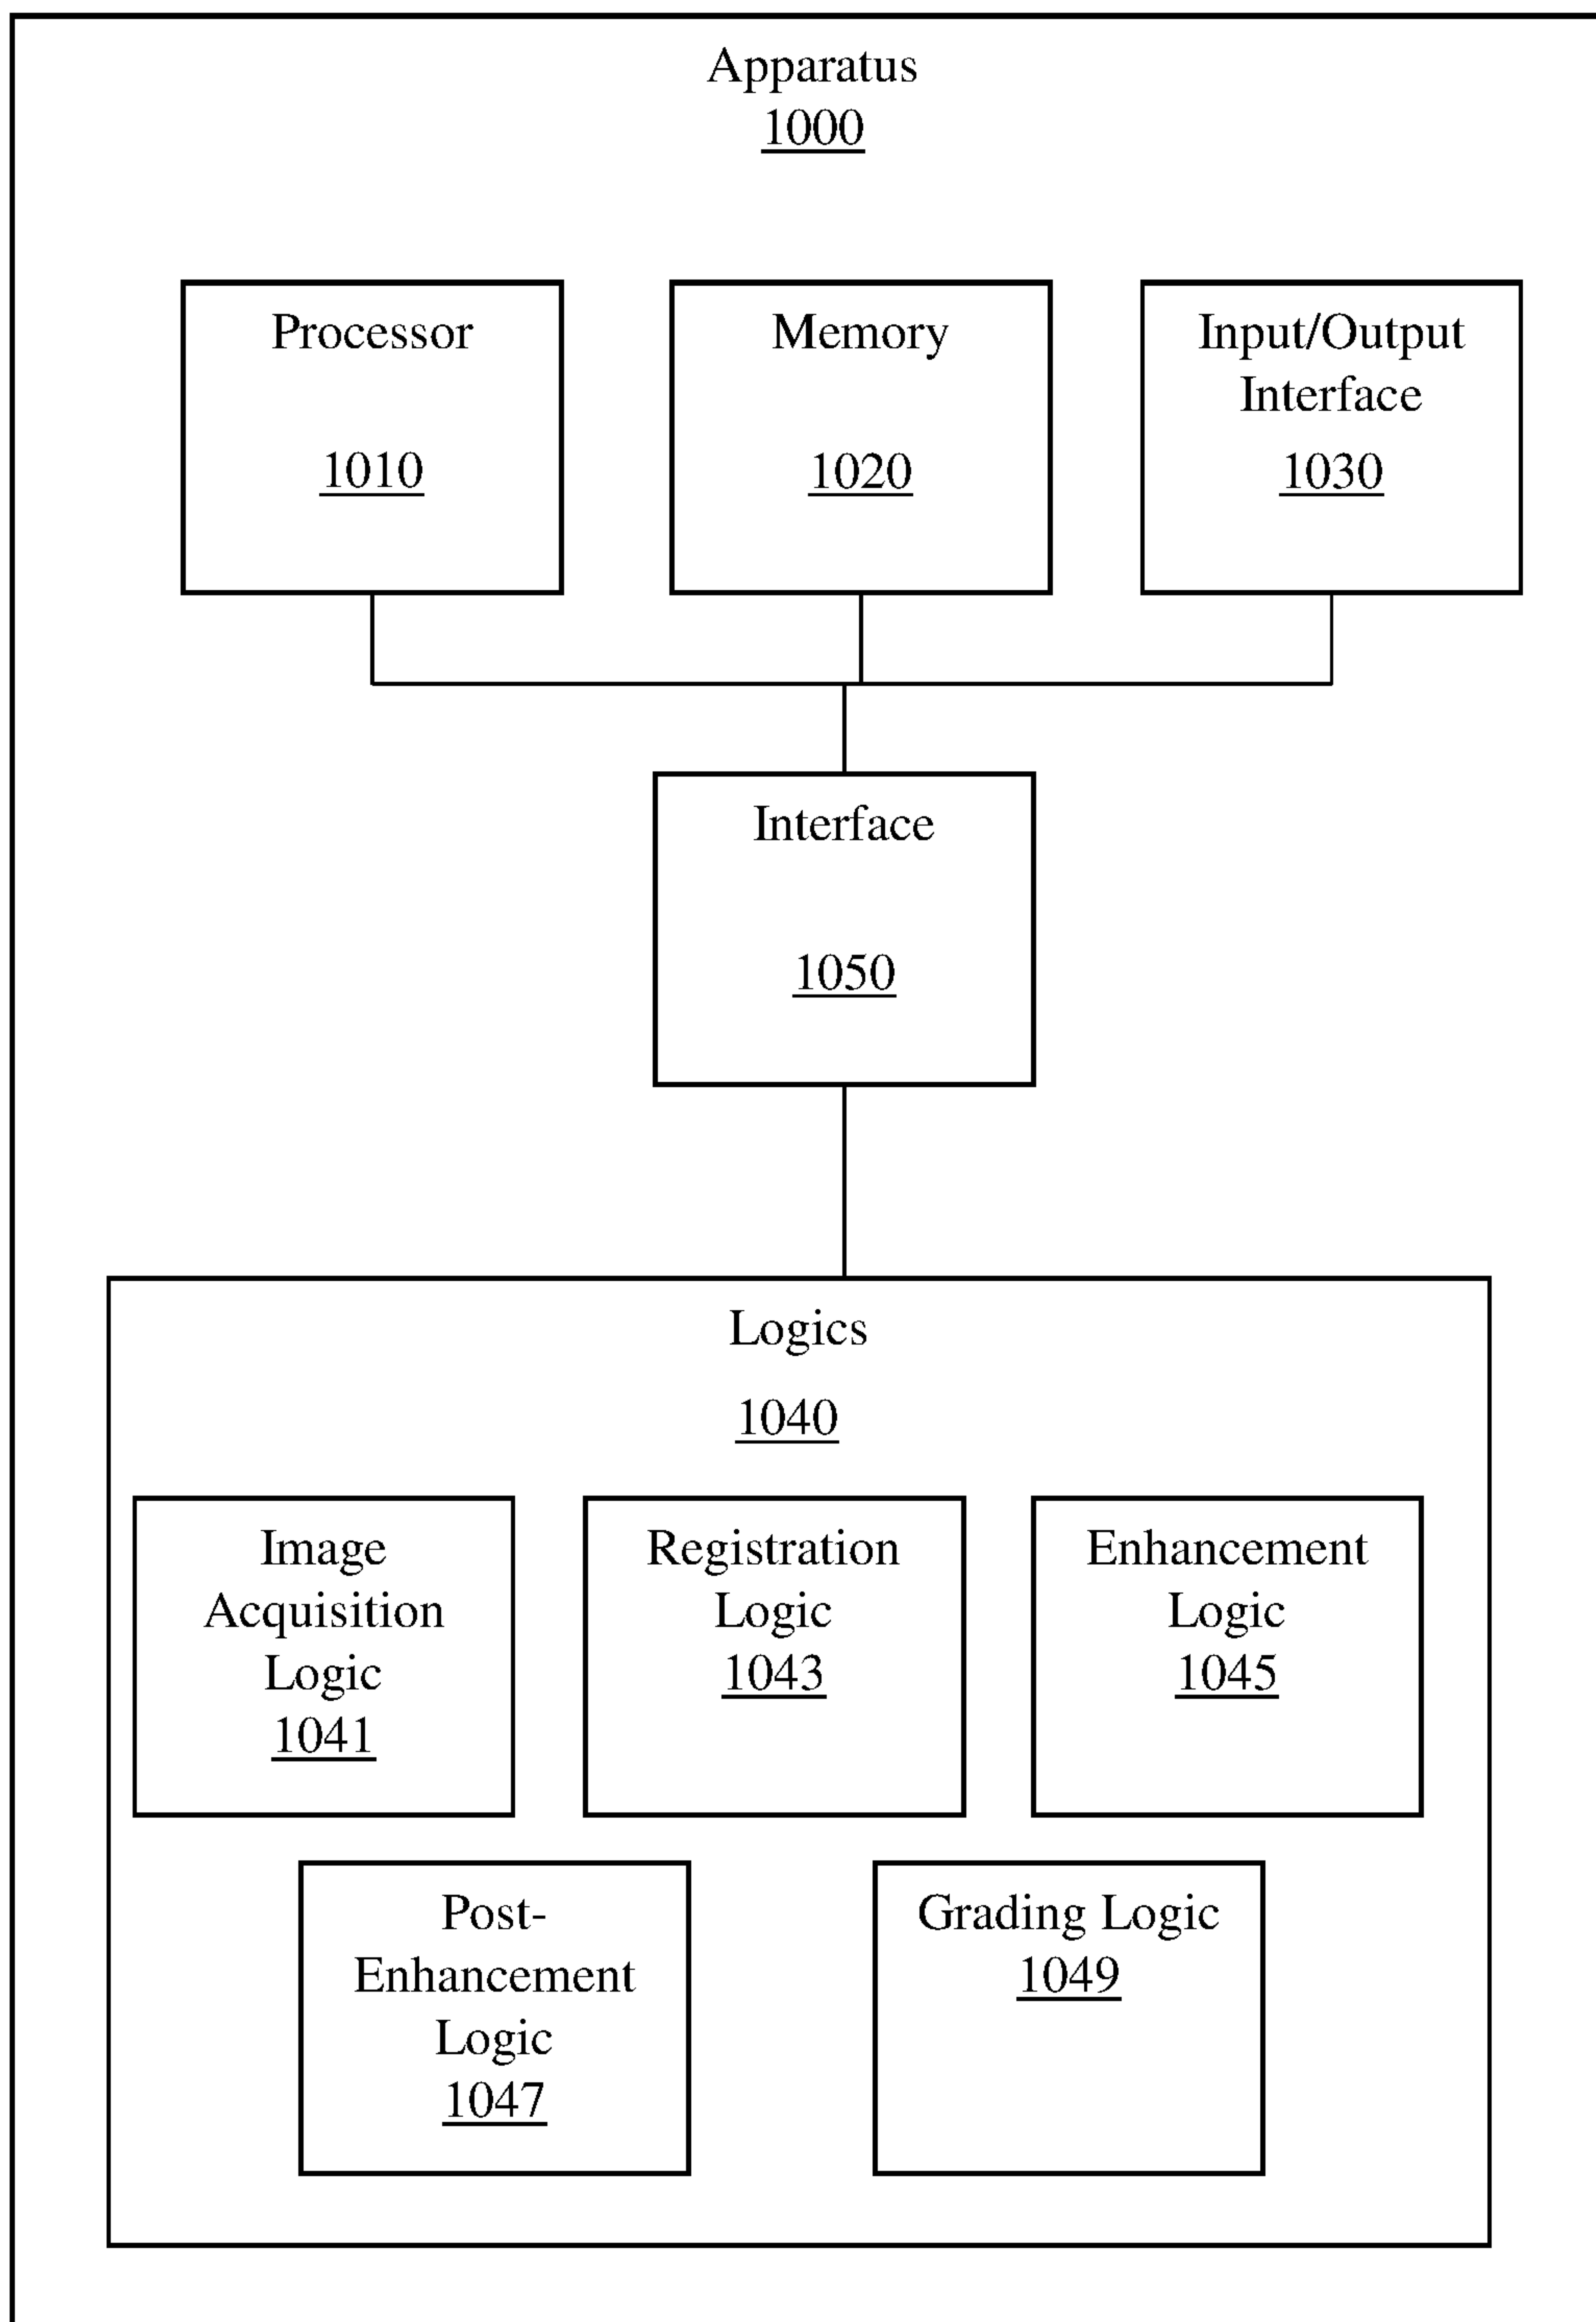 Apparatus
1000
Processor
1010
Memory
1020
Input/Output
Interface
1030
Interface
1050
Logics
1040
Image
Acquisition
Logic
1041
Registration
Logic
1043
Enhancement
Logic
1045
Post-
Enhancement
Logic
1047
Grading Logic
1049